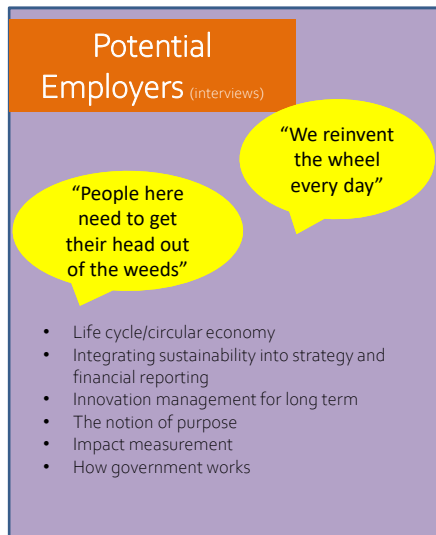 Potential
Employers (interviews)
“We reinvent
the wheel
every day”
“People here
need to get
their head out
of the weeds”
• Life cycle/circular economy
• Integrating sustainability into strategy and
financial reporting
• Innovation management for long term
• The notion of purpose
• Impact measurement
• How government works